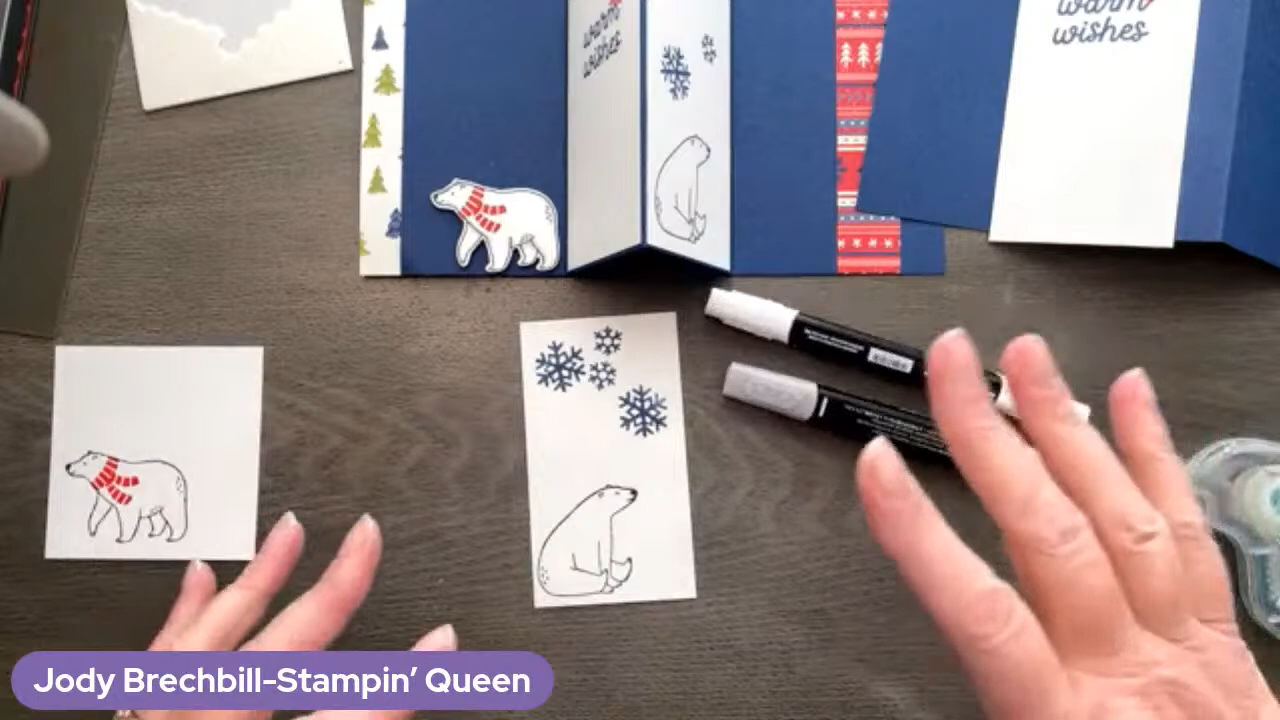 warm
wishes
warm
wishes
Jody Brechbill-Stampin’ Queen